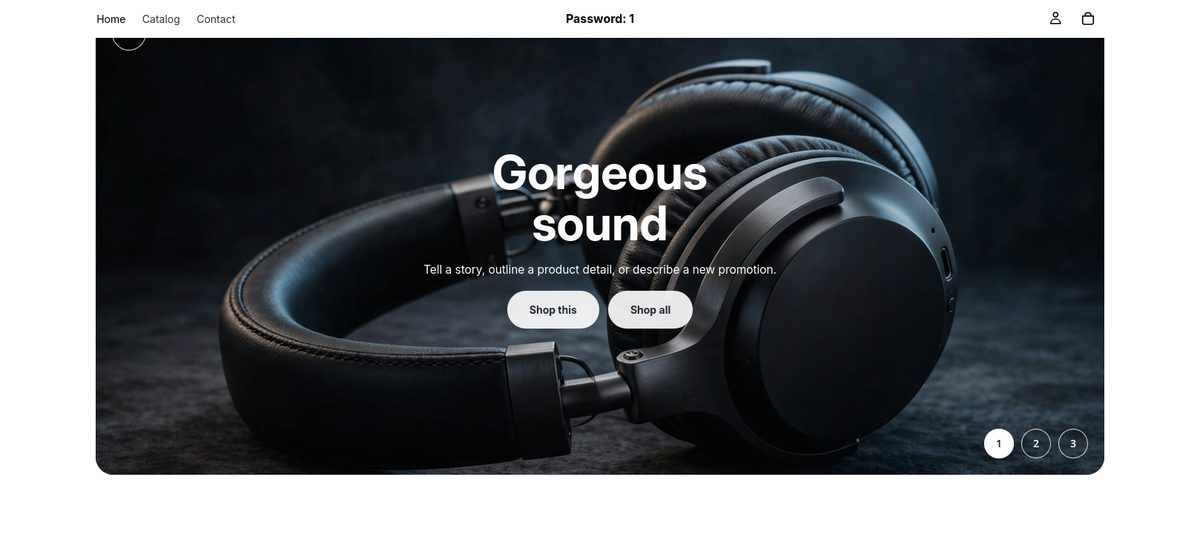 Home Catalog Contact Password: 1
Gorgeous
sound
Tell a story, outline a product detail, or describe a new promotion.
Shop this Shop all
1 2 3